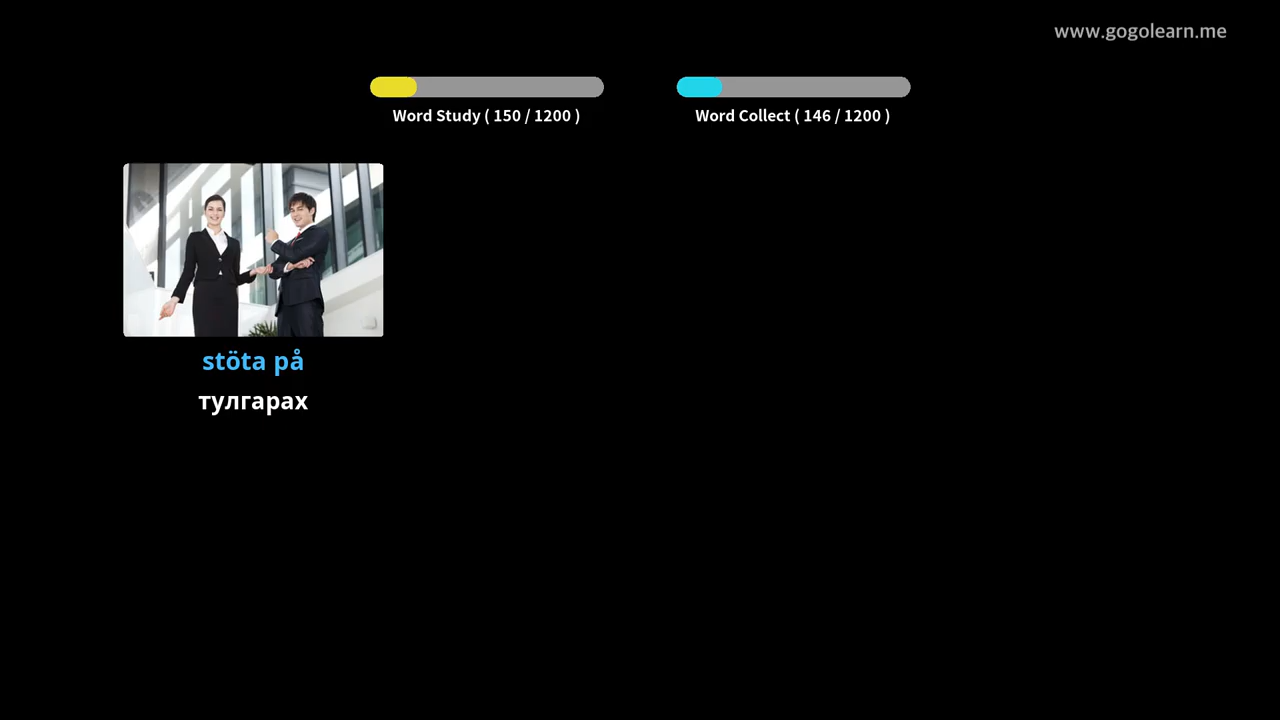 www.gogolearn.me
Word Study ( 150 / 1200 )
Word Collect ( 146 / 1200 )
stöta på
тулгарах